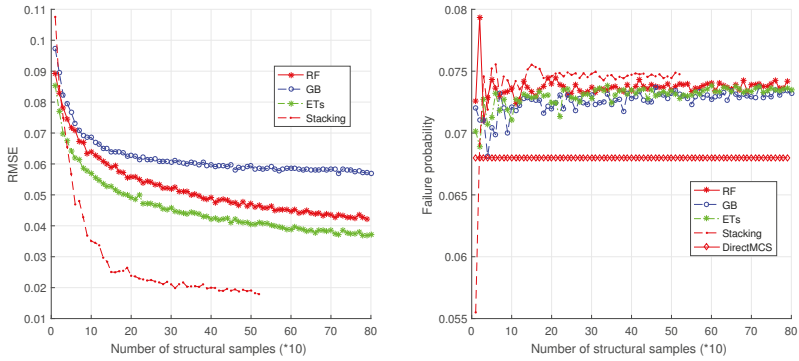 0.11
0.1
0.09
0.08
0.07
0.06
0.05
0.04
0.03
0.02
0.01
RMSE
0 10 20 30 40 50 60 70 80
Number of structural samples (*10)
RF
GB
ETs
Stacking
0.08
0.075
0.07
0.065
0.06
0.055
Failure probability
0 10 20 30 40 50 60 70 80
Number of structural samples (*10)
RF
GB
ETs
Stacking
DirectMCS